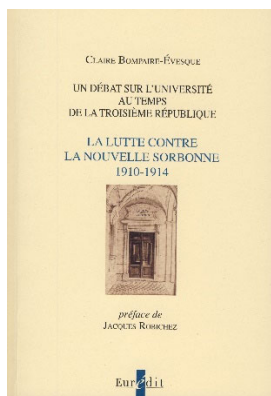 CLAIRE BOMPAIRE-ÉVESQUE
UN DÉBAT SUR L'UNIVERSITÉ
AU TEMPS
DE LA TROISIÈME RÉPUBLIQUE
LA LUTTE CONTRE
LA NOUVELLE SORBONNE
1910-1914
préface de
JACQUES ROBICHEZ
Eurédit